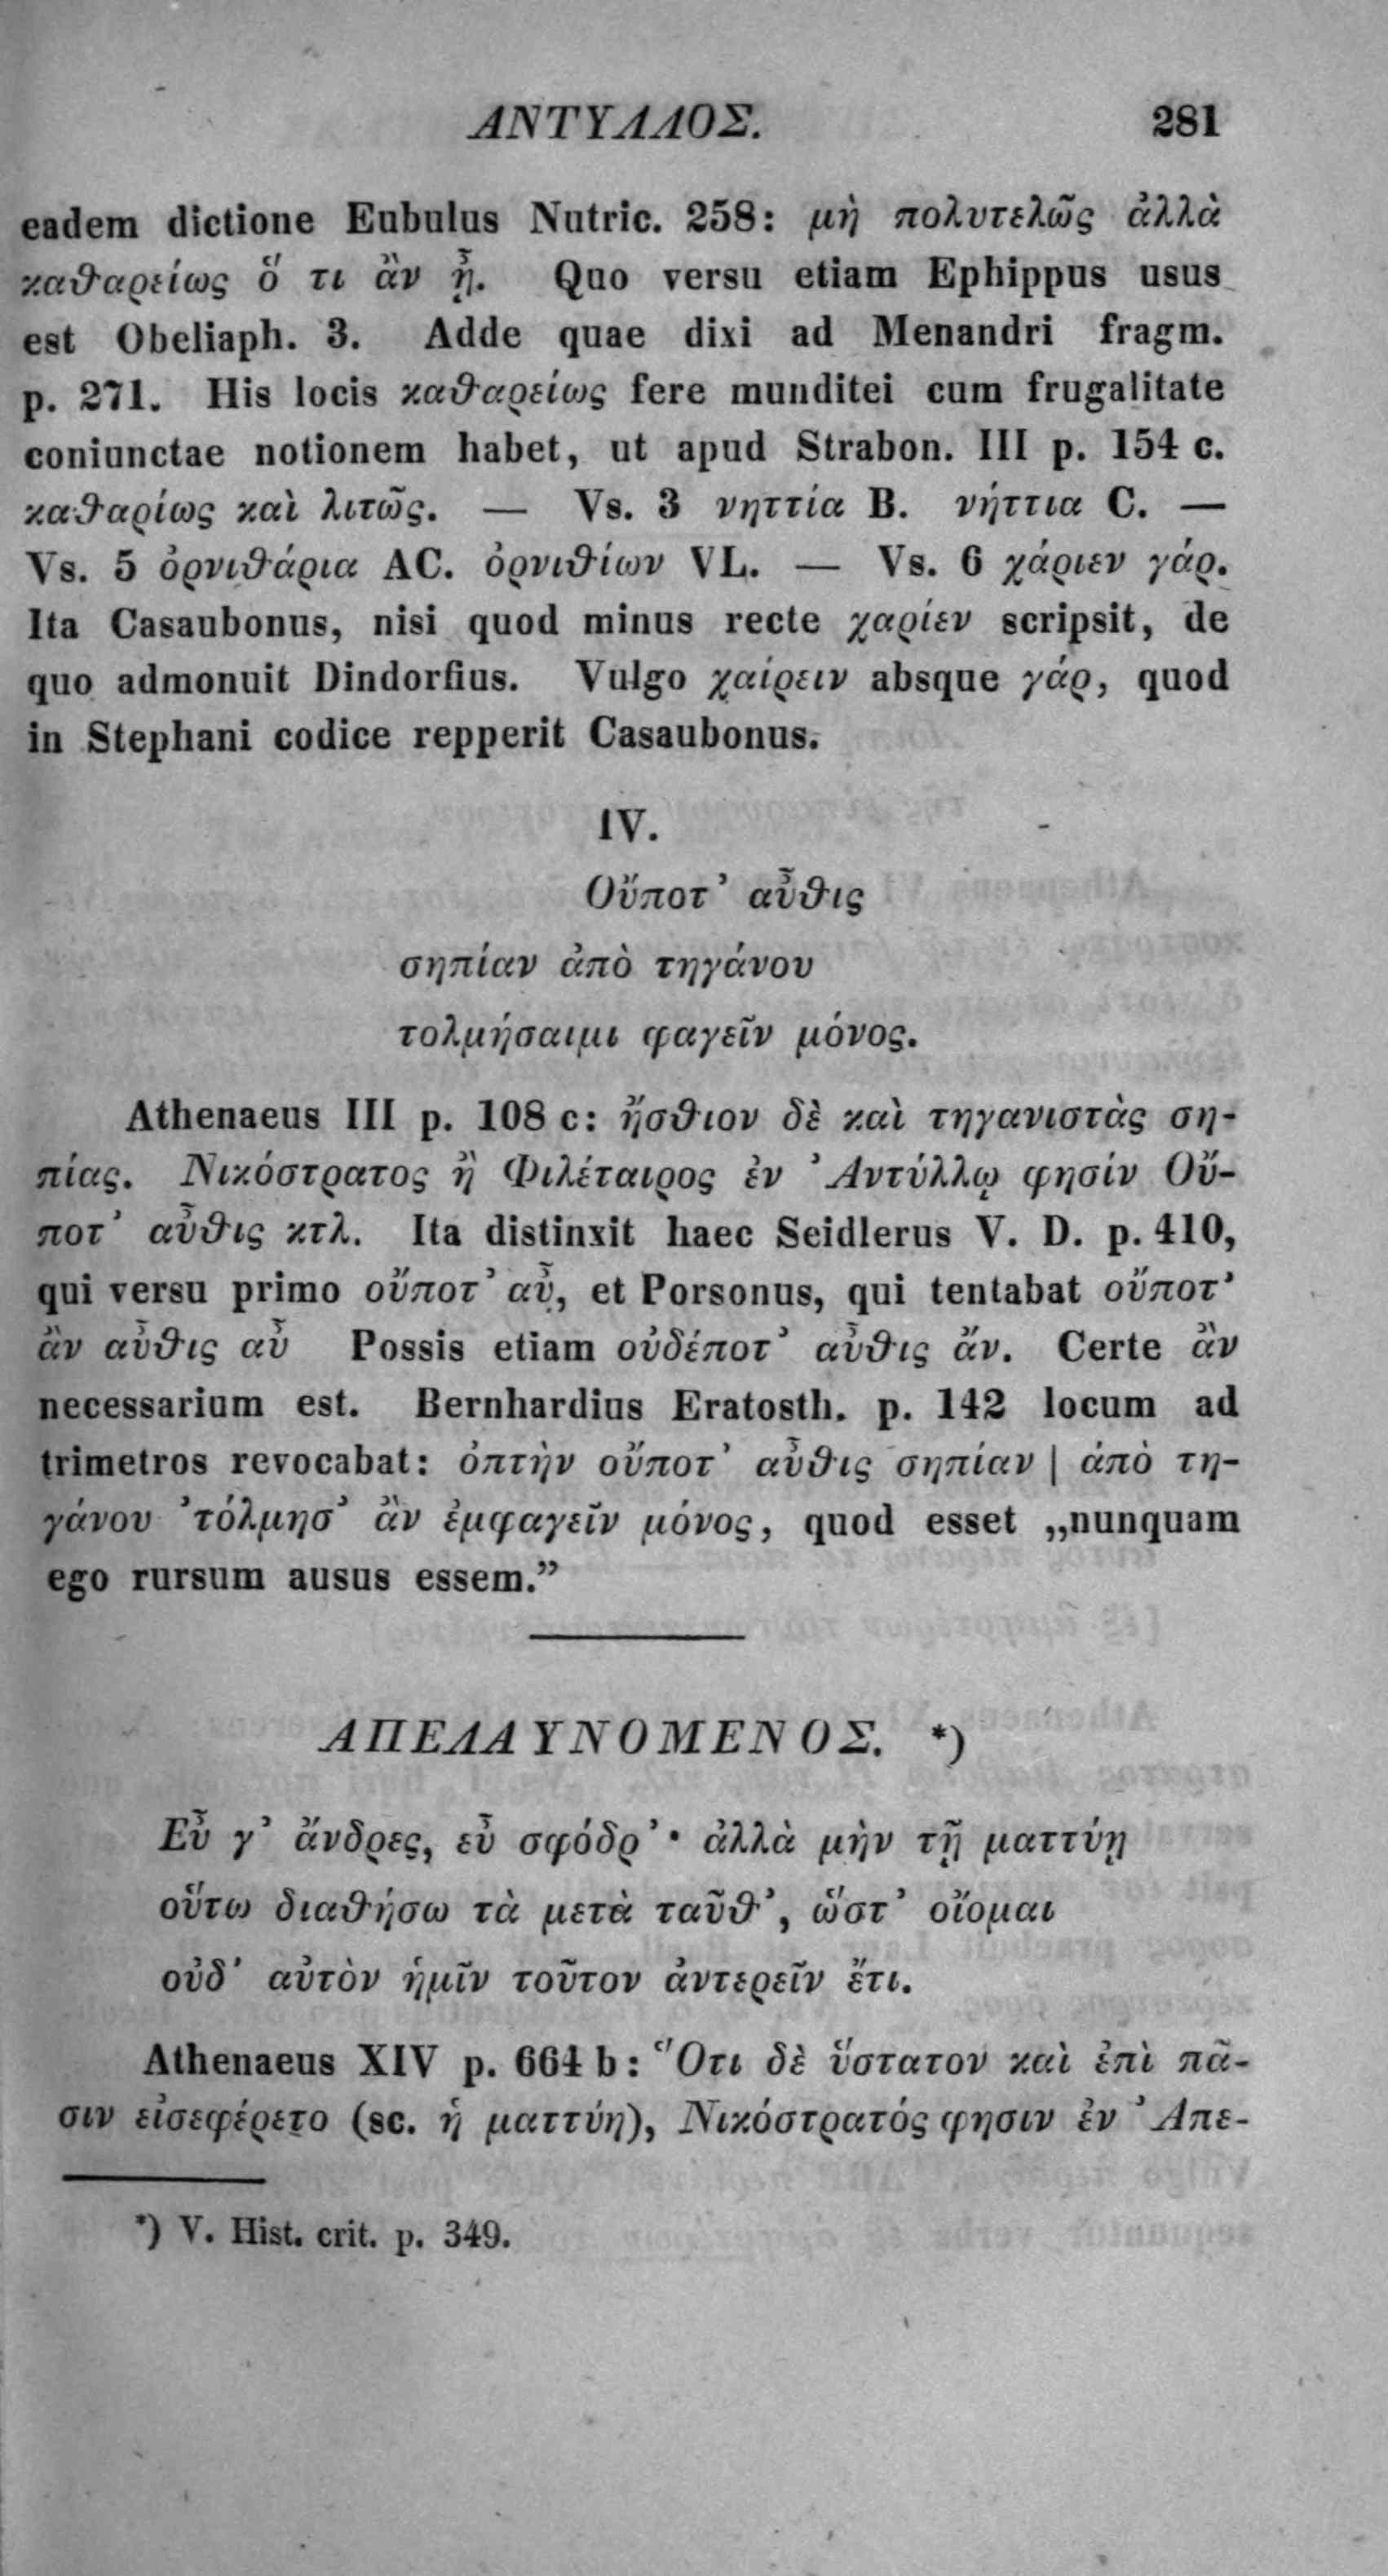 ΑΝΤΥΛΛΟΣ. 281
eadem dictione Eubulus Nutric. 258: μὴ πολυτελῶς ἀλλὰ
καθαρείως ὅ τι ἂν ᾖ. Quo versu etiam Ephippus usus
est Obeliaph. 3. Adde quae dixi ad Menandri fragm.
p. 271. His locis καθαρείως fere munditei cum frugalitate
coniunctae notionem habet, ut apud Strabon. III p. 154 c.
καθαρίως καὶ λιτῶς. — Vs. 3 νηττία B. νήττια C. —
Vs. 5 ὀρνιθάρια AC. ὀρνιθίων VL. — Vs. 6 χάριεν γάρ.
Ita Casaubonus, nisi quod minus recte χαρίεν scripsit, de
quo admonuit Dindorfius. Vulgo χαίρειν absque γάρ, quod
in Stephani codice repperit Casaubonus.
IV.
Οὔποτ’ αὖθις
σηπίαν ἀπὸ τηγάνου
τολμήσαιμι φαγεῖν μόνος.
Athenaeus III p. 108 c: ἤσθιον δὲ καὶ τηγανιστὰς ση-
πίας. Νικόστρατος ἢ Φιλέταιρος ἐν Ἀντύλλῳ φησίν Οὔ-
ποτ’ αὖθις κτλ. Ita distinxit haec Seidlerus V. D. p. 410,
qui versu primo οὔποτ’ αὖ, et Porsonus, qui tentabat οὔποτ’
ἂν αὖθις αὖ Possis etiam οὐδέποτ’ αὖθις ἄν. Certe ἂν
necessarium est. Bernhardius Eratosth. p. 142 locum ad
trimetros revocabat: ὀπτὴν οὔποτ’ αὖθις σηπίαν | ἀπὸ τη-
γάνου ’τόλμησ’ ἂν ἐμφαγεῖν μόνος, quod esset „nunquam
ego rursum ausus essem.”
ΑΠΕΛΑΥΝΟΜΕΝΟΣ. *)
Εὖ γ’ ἄνδρες, εὖ σφόδρ’· ἀλλὰ μὴν τῇ ματτύῃ
οὕτω διαθήσω τὰ μετὰ ταῦθ’, ὥστ’ οἴομαι
οὐδ’ αὐτὸν ἡμῖν τοῦτον ἀντερεῖν ἔτι.
Athenaeus XIV p. 664 b: Ὅτι δὲ ὕστατον καὶ ἐπὶ πᾶ-
σιν εἰσεφέρετο (sc. ἡ ματτύη), Νικόστρατός φησιν ἐν Ἀπε-
*) V. Hist. crit. p. 349.